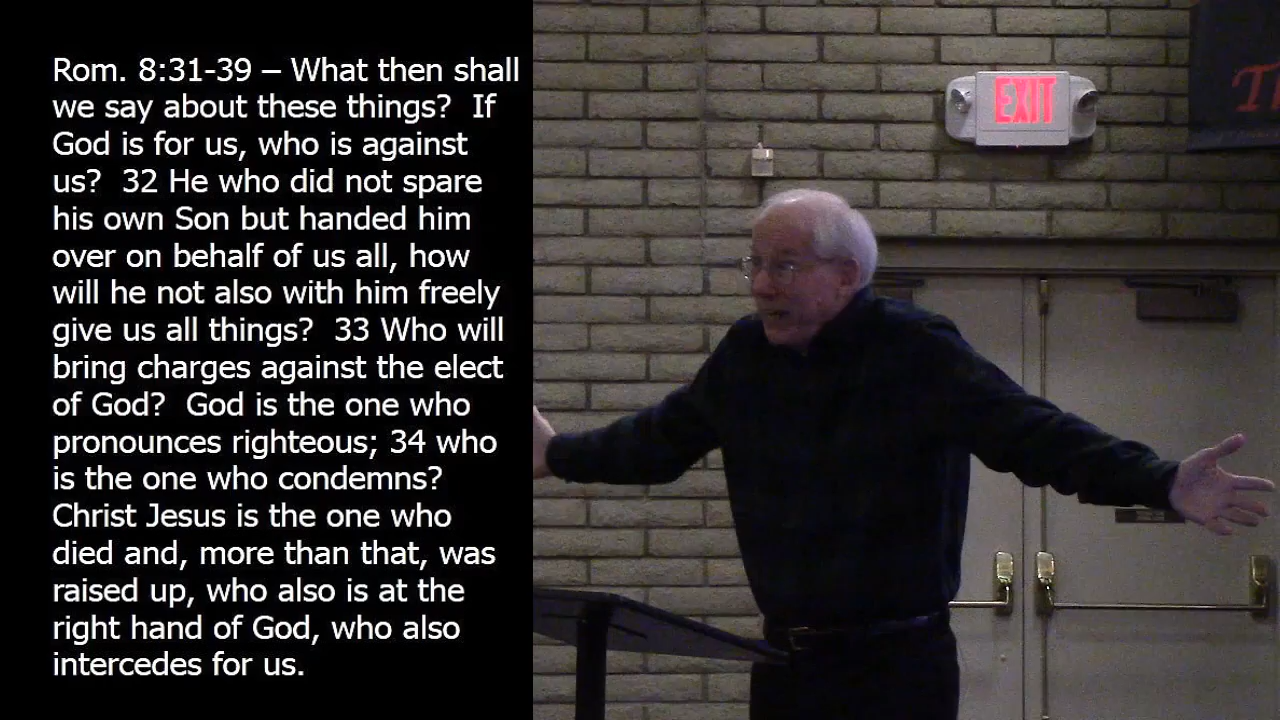 Rom. 8:31-39 – What then shall
we say about these things?  If
God is for us, who is against
us?  32 He who did not spare
his own Son but handed him
over on behalf of us all, how
will he not also with him freely
give us all things?  33 Who will
bring charges against the elect
of God?  God is the one who
pronounces righteous; 34 who
is the one who condemns?
Christ Jesus is the one who
died and, more than that, was
raised up, who also is at the
right hand of God, who also
intercedes for us.
EXIT